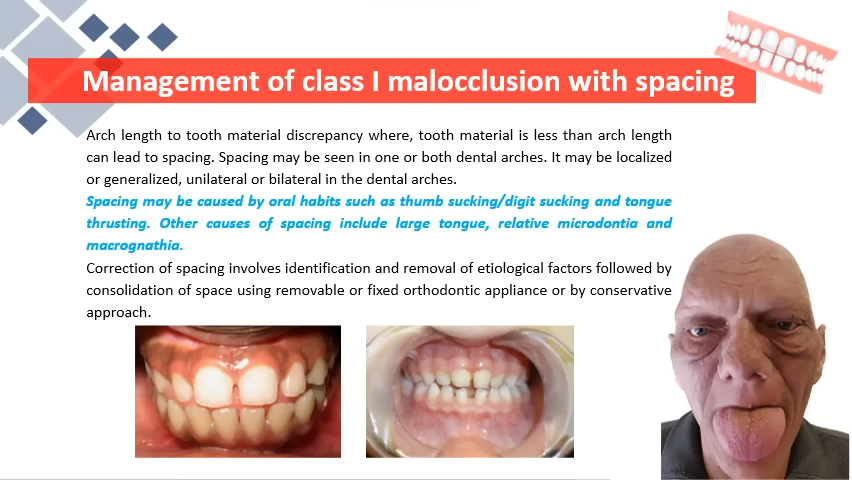 Management of class I malocclusion with spacing
Arch length to tooth material discrepancy where, tooth material is less than arch length
can lead to spacing. Spacing may be seen in one or both dental arches. It may be localized
or generalized, unilateral or bilateral in the dental arches.
Spacing may be caused by oral habits such as thumb sucking/digit sucking and tongue
thrusting. Other causes of spacing include large tongue, relative microdontia and
macrognathia.
Correction of spacing involves identification and removal of etiological factors followed by
consolidation of space using removable or fixed orthodontic appliance or by conservative
approach.